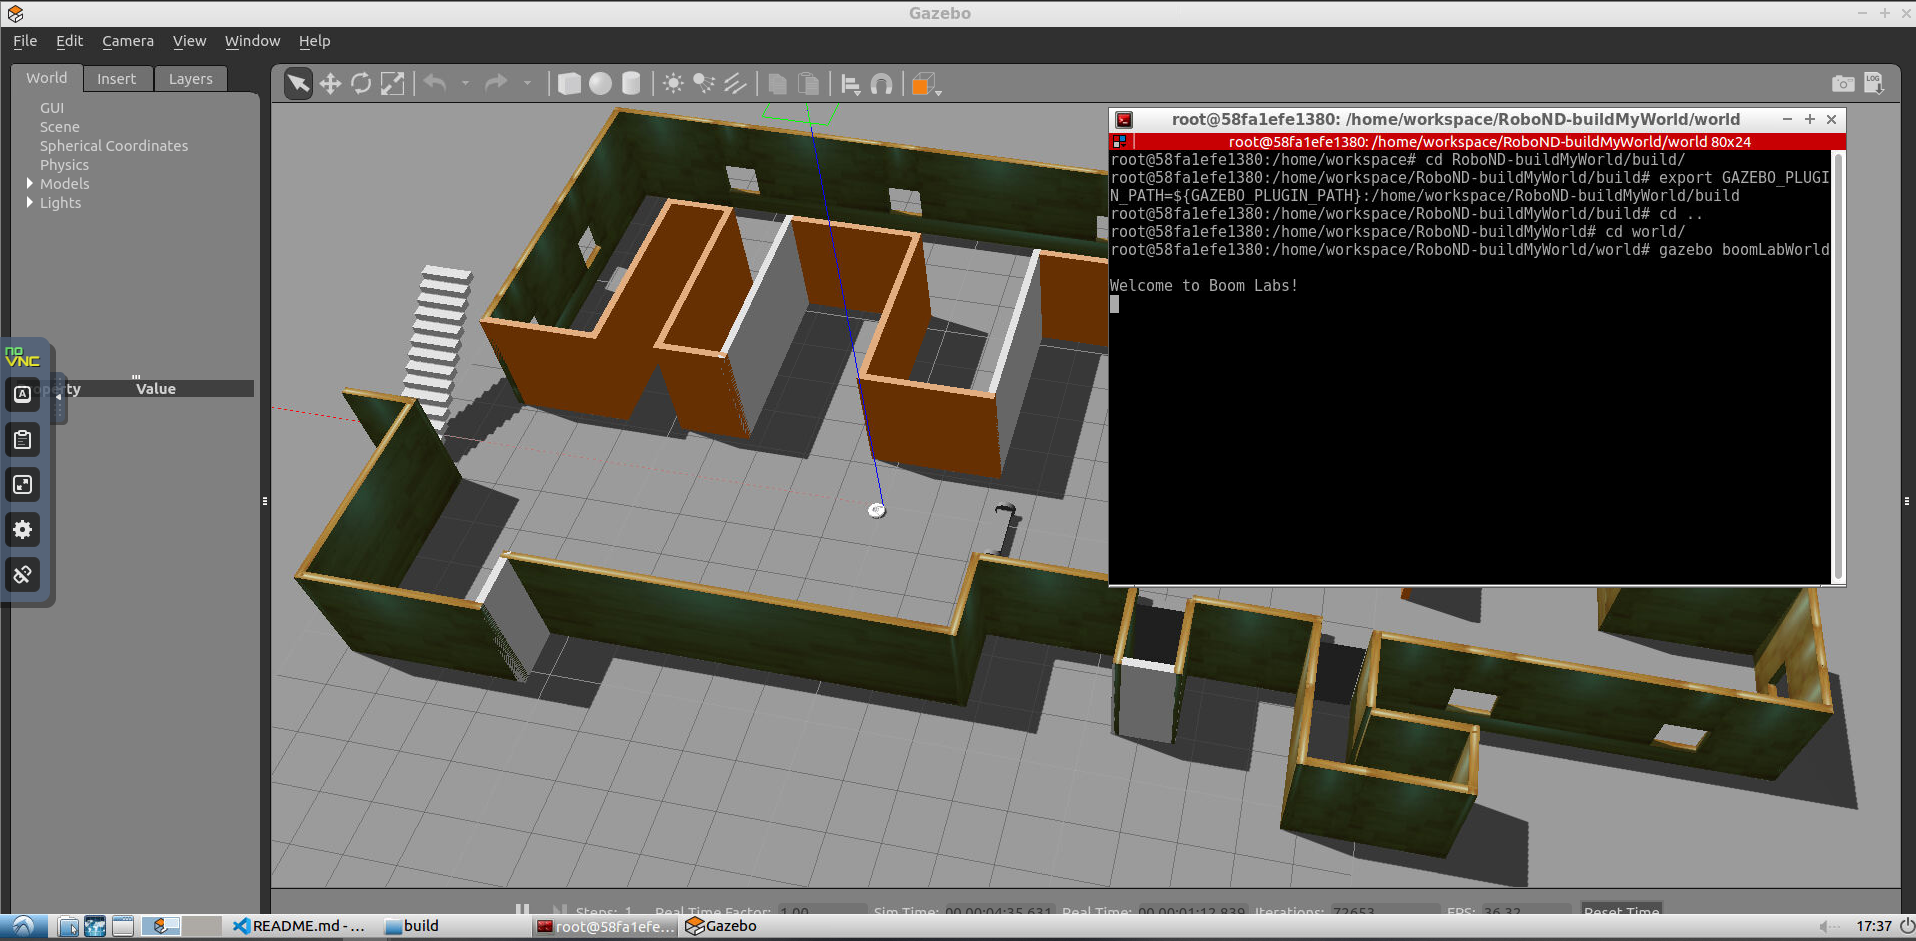 Gazebo
File Edit Camera View Window Help
World Insert Layers
GUI
Scene
Spherical Coordinates
Physics
Models
Lights
no
VNC
A
Value
LOG
root@58fa1efe1380: /home/workspace/RoboND-buildMyWorld/world
root@58fa1efe1380: /home/workspace/RoboND-buildMyWorld/world 80x24
root@58fa1efe1380:/home/workspace# cd RoboND-buildMyWorld/build/
root@58fa1efe1380:/home/workspace/RoboND-buildMyWorld/build# export GAZEBO_PLUGI
N_PATH=${GAZEBO_PLUGIN_PATH}:/home/workspace/RoboND-buildMyWorld/build
root@58fa1efe1380:/home/workspace/RoboND-buildMyWorld/build# cd ..
root@58fa1efe1380:/home/workspace/RoboND-buildMyWorld# cd world/
root@58fa1efe1380:/home/workspace/RoboND-buildMyWorld/world# gazebo boomLabWorld
Welcome to Boom Labs!
Steps: 1 Real Time Factor: 1.00 Sim Time: 00 00:04:35.631 Real Time: 00 00:01:12.839 Iterations: 72653 FPS: 36.32 Reset Time
README.md - ... build root@58fa1efe... Gazebo 17:37